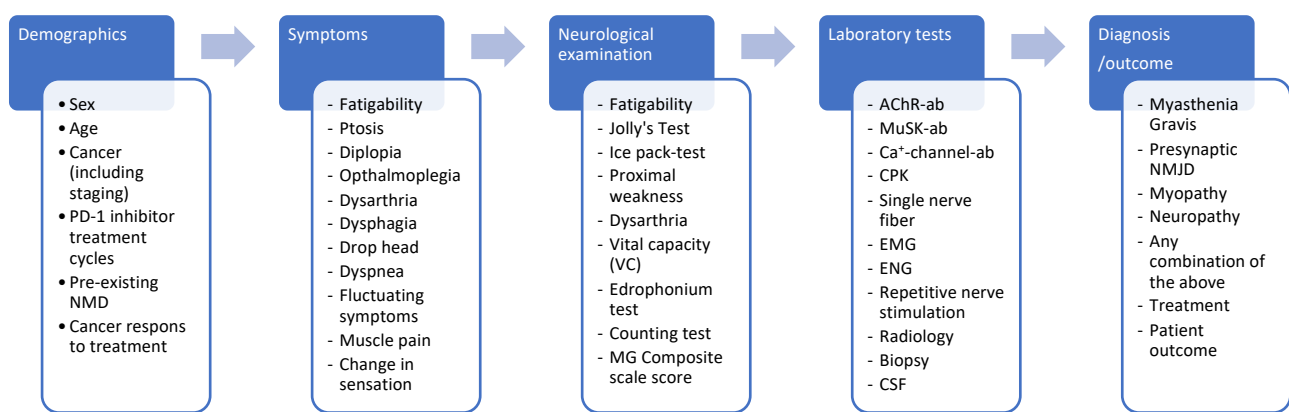 Demographics
• Sex
• Age
• Cancer
(including
staging)
• PD-1 inhibitor
treatment
cycles
• Pre-existing
NMD
• Cancer respons
to treatment
Symptoms
- Fatigability
- Ptosis
- Diplopia
- Opthalmoplegia
- Dysarthria
- Dysphagia
- Drop head
- Dyspnea
- Fluctuating
symptoms
- Muscle pain
- Change in
sensation
Neurological
examination
- Fatigability
- Jolly's Test
- Ice pack-test
- Proximal
weakness
- Dysarthria
- Vital capacity
(VC)
- Edrophonium
test
- Counting test
- MG Composite
scale score
Laboratory tests
- AChR-ab
- MuSK-ab
- Ca⁺-channel-ab
- CPK
- Single nerve
fiber
- EMG
- ENG
- Repetitive nerve
stimulation
- Radiology
- Biopsy
- CSF
Diagnosis
/outcome
- Myasthenia
Gravis
- Presynaptic
NMJD
- Myopathy
- Neuropathy
- Any
combination of
the above
- Treatment
- Patient
outcome